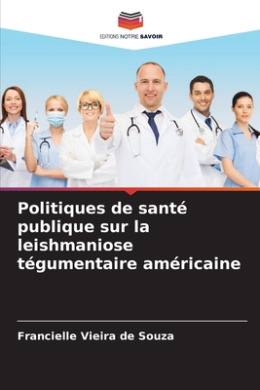 EDITIONS NOTRE SAVOIR
Politiques de santé
publique sur la
leishmaniose
tégumentaire américaine
Francielle Vieira de Souza